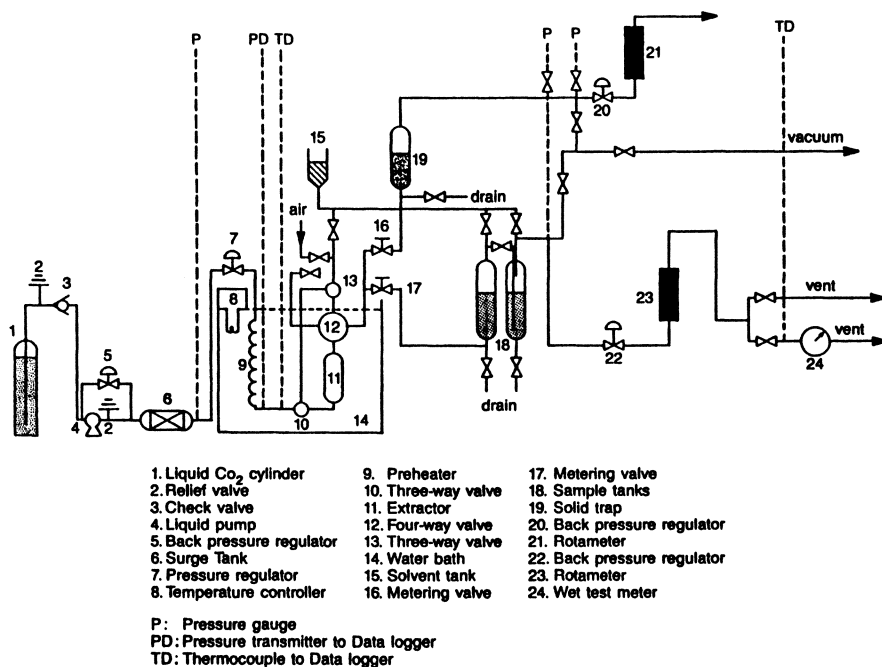 P PD TD P P TD
21
20
15
19
vacuum
drain
air
16
7
2 3
13
17
8
1
12
23
vent
5
9
18
22
24
vent
6
11
4 2
10 14
drain
1. Liquid Co₂ cylinder
2. Relief valve
3. Check valve
4. Liquid pump
5. Back pressure regulator
6. Surge Tank
7. Pressure regulator
8. Temperature controller
9. Preheater
10. Three-way valve
11. Extractor
12. Four-way valve
13. Three-way valve
14. Water bath
15. Solvent tank
16. Metering valve
17. Metering valve
18. Sample tanks
19. Solid trap
20. Back pressure regulator
21. Rotameter
22. Back pressure regulator
23. Rotameter
24. Wet test meter
P: Pressure gauge
PD: Pressure transmitter to Data logger
TD: Thermocouple to Data logger